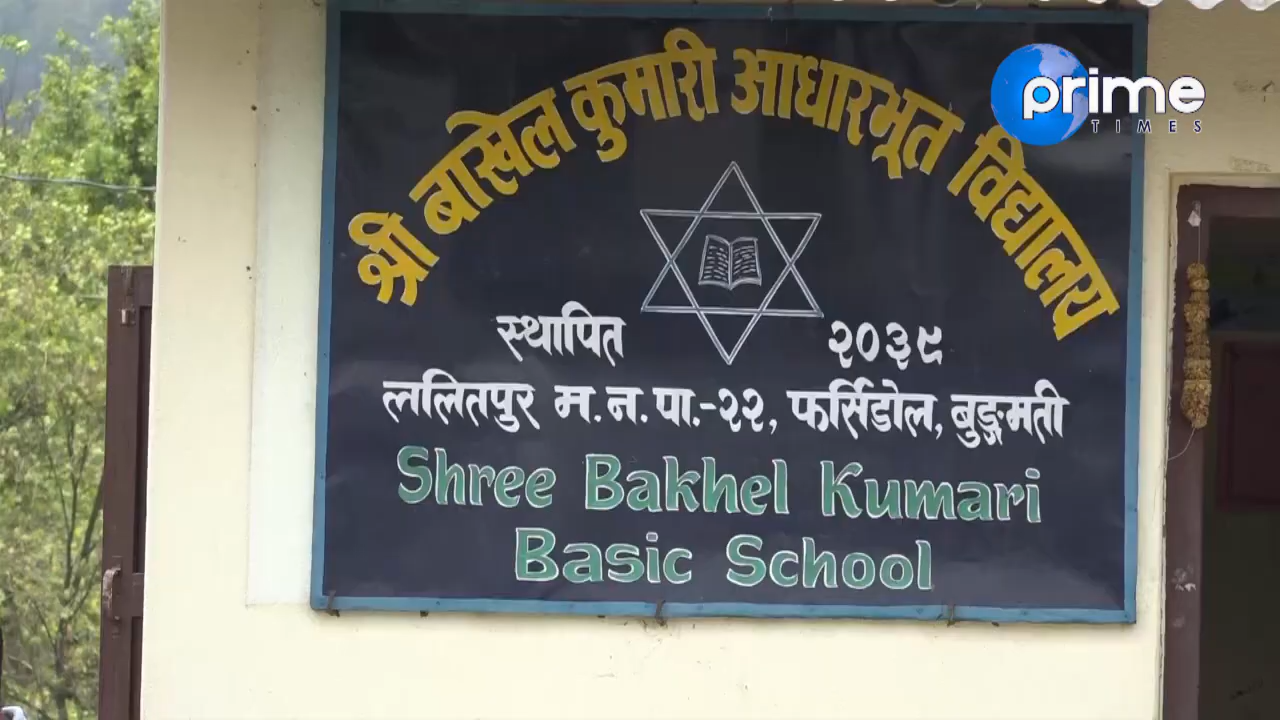 prime
TIMES
श्री बाखेल कुमारी आधारभूत विद्यालय
स्थापित २०३९
ललितपुर म.न.पा.-२२, फर्सिडोल, बुङ्गमती
Shree Bakhel Kumari
Basic School